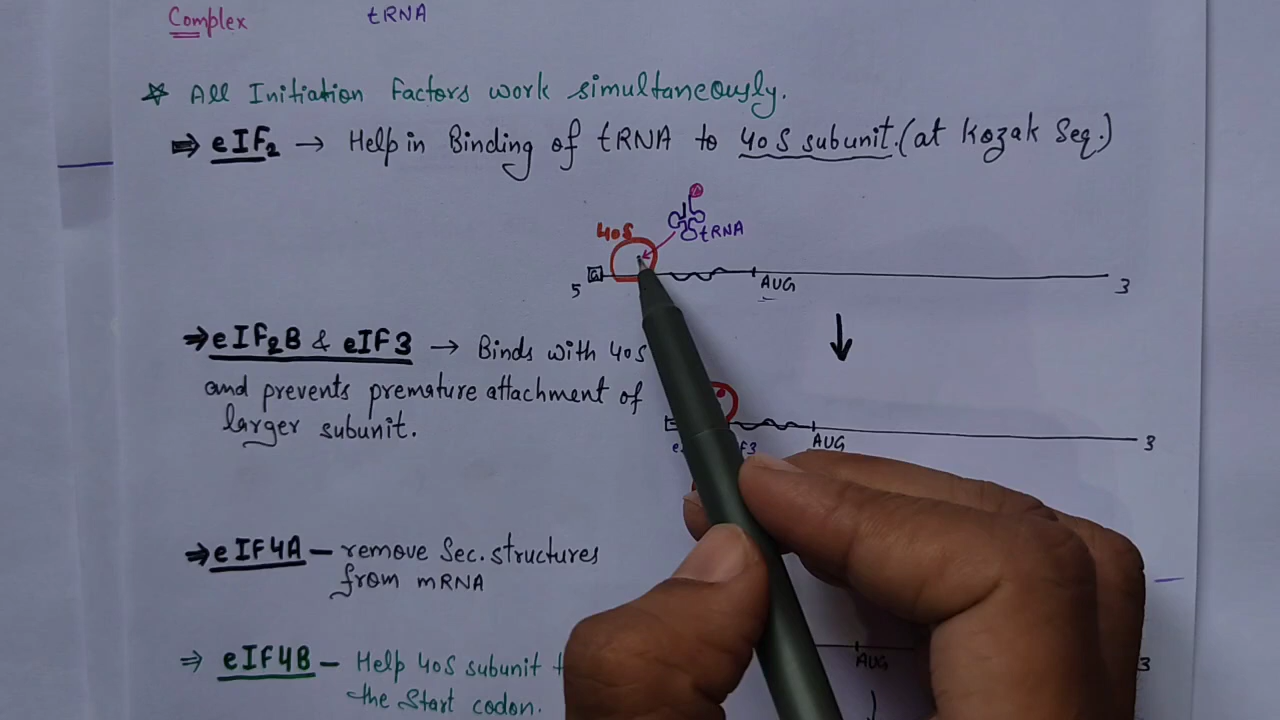 Complex
tRNA
☆ All Initiation Factors work simultaneously.
⇒ eIF2 → Help in Binding of tRNA to 40S subunit. (at Kozak Seq.)
40S
tRNA
G
5
AUG
3
⇒ eIF2B & eIF3 → Binds with 40S
and prevents premature attachment of
larger subunit.
AUG
3
⇒ eIF4A – remove Sec. structures
from mRNA
AUG
3
⇒ eIF4B – Help 40S subunit
the Start codon.